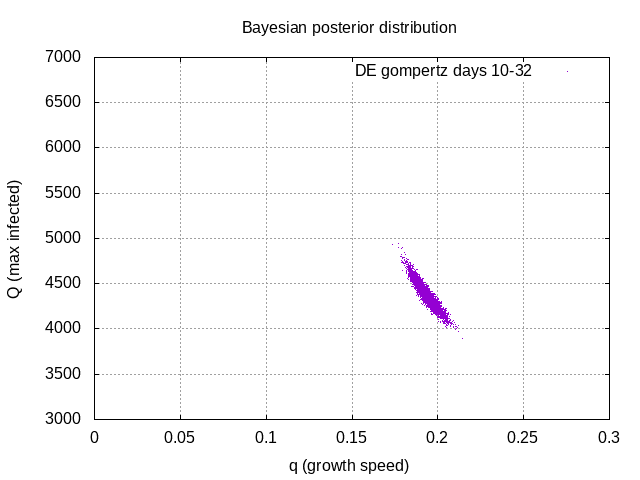 Bayesian posterior distribution
DE gompertz days 10-32
Q (max infected)
7000
6500
6000
5500
5000
4500
4000
3500
3000
0 0.05 0.1 0.15 0.2 0.25 0.3
q (growth speed)